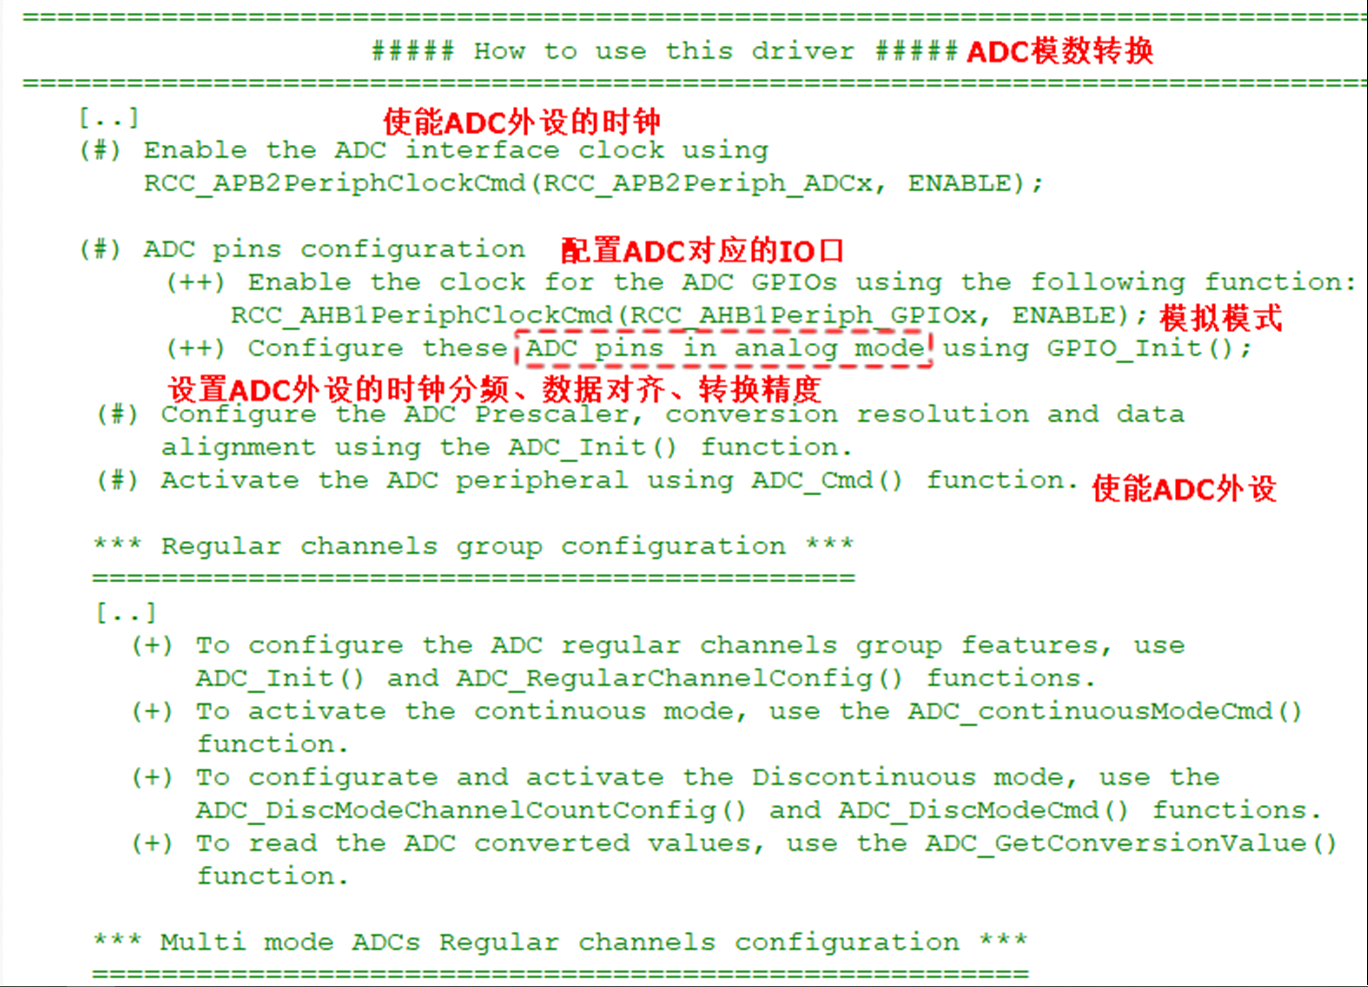 ================================================================================
##### How to use this driver ##### ADC模数转换
================================================================================
[..]
使能ADC外设的时钟
(#) Enable the ADC interface clock using
RCC_APB2PeriphClockCmd(RCC_APB2Periph_ADCx, ENABLE);
(#) ADC pins configuration 配置ADC对应的IO口
(++) Enable the clock for the ADC GPIOs using the following function:
RCC_AHB1PeriphClockCmd(RCC_AHB1Periph_GPIOx, ENABLE); 模拟模式
(++) Configure these ADC pins in analog mode using GPIO_Init();
设置ADC外设的时钟分频、数据对齐、转换精度
(#) Configure the ADC Prescaler, conversion resolution and data
alignment using the ADC_Init() function.
(#) Activate the ADC peripheral using ADC_Cmd() function. 使能ADC外设
*** Regular channels group configuration ***
============================================
[..]
(+) To configure the ADC regular channels group features, use
ADC_Init() and ADC_RegularChannelConfig() functions.
(+) To activate the continuous mode, use the ADC_continuousModeCmd()
function.
(+) To configurate and activate the Discontinuous mode, use the
ADC_DiscModeChannelCountConfig() and ADC_DiscModeCmd() functions.
(+) To read the ADC converted values, use the ADC_GetConversionValue()
function.
*** Multi mode ADCs Regular channels configuration ***
======================================================